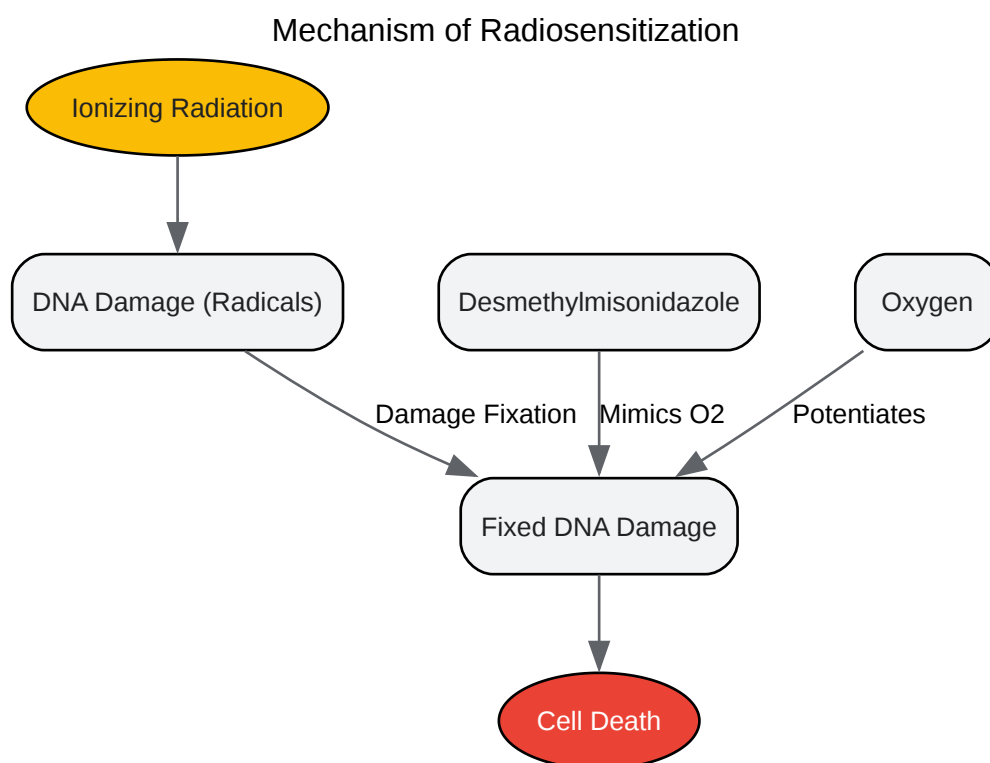 Mechanism of Radiosensitization
Ionizing Radiation
DNA Damage (Radicals)
Desmethylmisonidazole
Oxygen
Damage Fixation
Mimics O2
Potentiates
Fixed DNA Damage
Cell Death